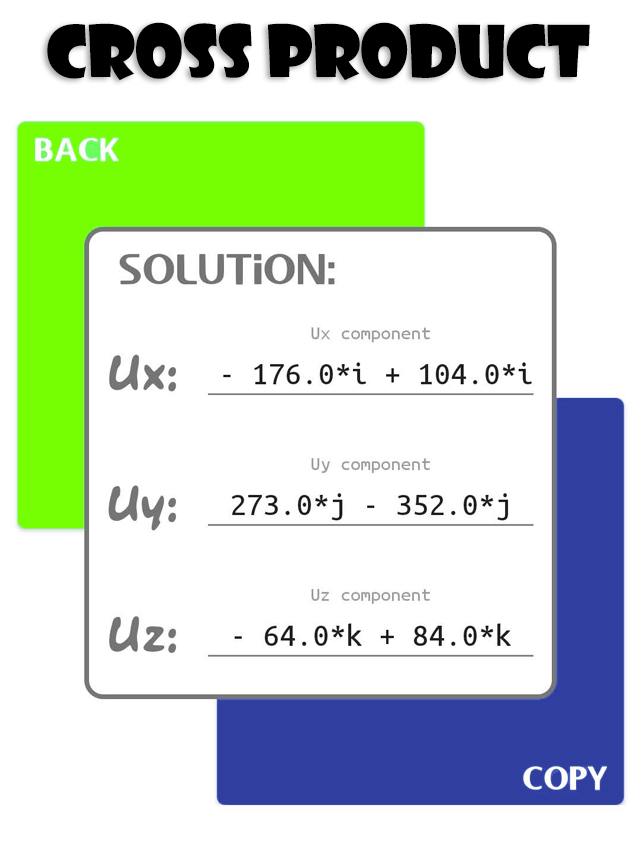 CROSS PRODUCT
BACK
SOLUTiON:
Ux component
Ux: - 176.0*i + 104.0*i
Uy component
Uy: 273.0*j - 352.0*j
Uz component
Uz: - 64.0*k + 84.0*k
COPY